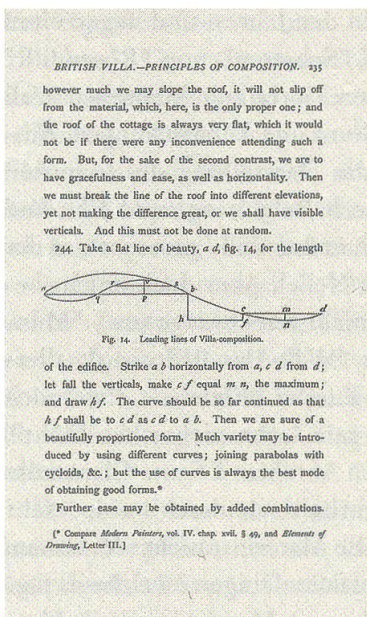 BRITISH VILLA.—PRINCIPLES OF COMPOSITION. 235
however much we may slope the roof, it will not slip off
from the material, which, here, is the only proper one; and
the roof of the cottage is always very flat, which it would
not be if there were any inconvenience attending such a
form. But, for the sake of the second contrast, we are to
have gracefulness and ease, as well as horizontality. Then
we must break the line of the roof into different elevations,
yet not making the difference great, or we shall have visible
verticals. And this must not be done at random.
244. Take a flat line of beauty, a d, fig. 14, for the length
a r v s b
q p
c m d
h f n
Fig. 14. Leading lines of Villa-composition.
of the edifice. Strike a b horizontally from a, c d from d;
let fall the verticals, make c f equal m n, the maximum;
and draw h f. The curve should be so far continued as that
h f shall be to c d as c d to a b. Then we are sure of a
beautifully proportioned form. Much variety may be intro-
duced by using different curves; joining parabolas with
cycloids, &c.; but the use of curves is always the best mode
of obtaining good forms.*
Further ease may be obtained by added combinations.
[* Compare Modern Painters, vol. IV. chap. xvii. § 49, and Elements of
Drawing, Letter III.]